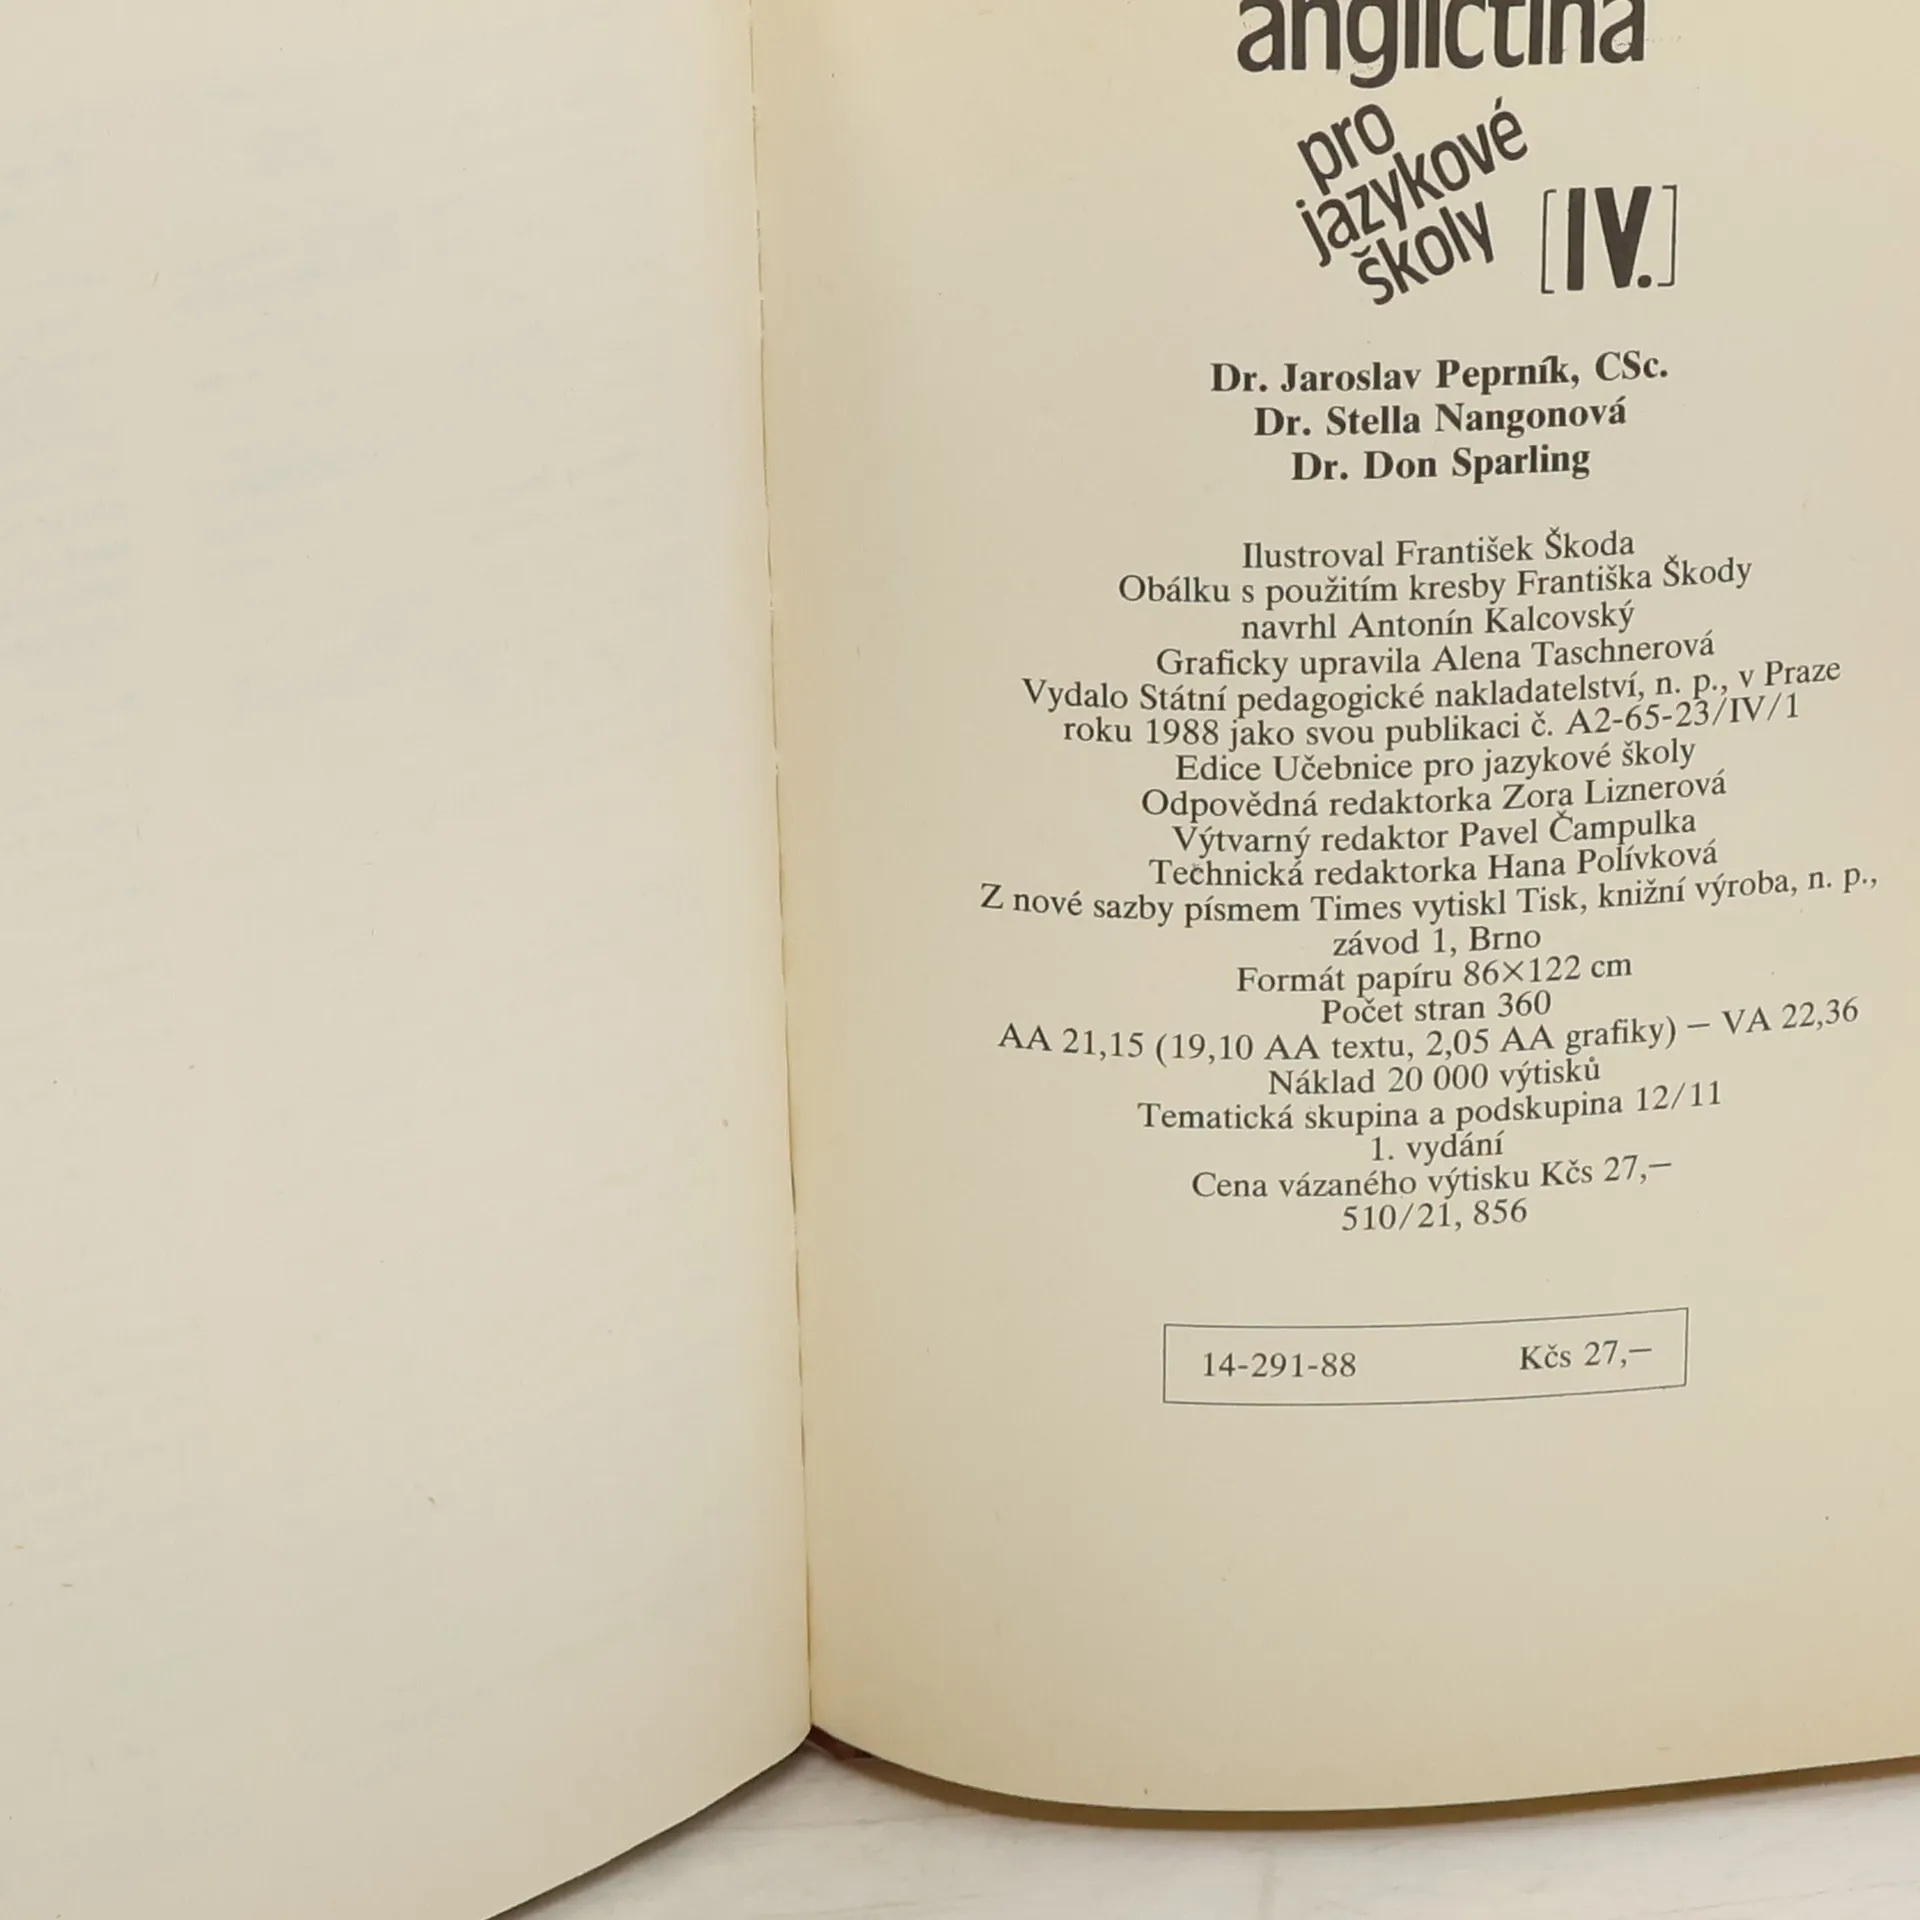 angličtina
pro
jazykové
školy [IV.]
Dr. Jaroslav Peprník, CSc.
Dr. Stella Nangonová
Dr. Don Sparling
Ilustroval František Škoda
Obálku s použitím kresby Františka Škody
navrhl Antonín Kalcovský
Graficky upravila Alena Taschnerová
Vydalo Státní pedagogické nakladatelství, n. p., v Praze
roku 1988 jako svou publikaci č. A2-65-23/IV/1
Edice Učebnice pro jazykové školy
Odpovědná redaktorka Zora Liznerová
Výtvarný redaktor Pavel Čampulka
Technická redaktorka Hana Polívková
Z nové sazby písmem Times vytiskl Tisk, knižní výroba, n. p.,
závod 1, Brno
Formát papíru 86×122 cm
Počet stran 360
AA 21,15 (19,10 AA textu, 2,05 AA grafiky) – VA 22,36
Náklad 20 000 výtisků
Tematická skupina a podskupina 12/11
1. vydání
Cena vázaného výtisku Kčs 27,–
510/21, 856
14-291-88 Kčs 27,–